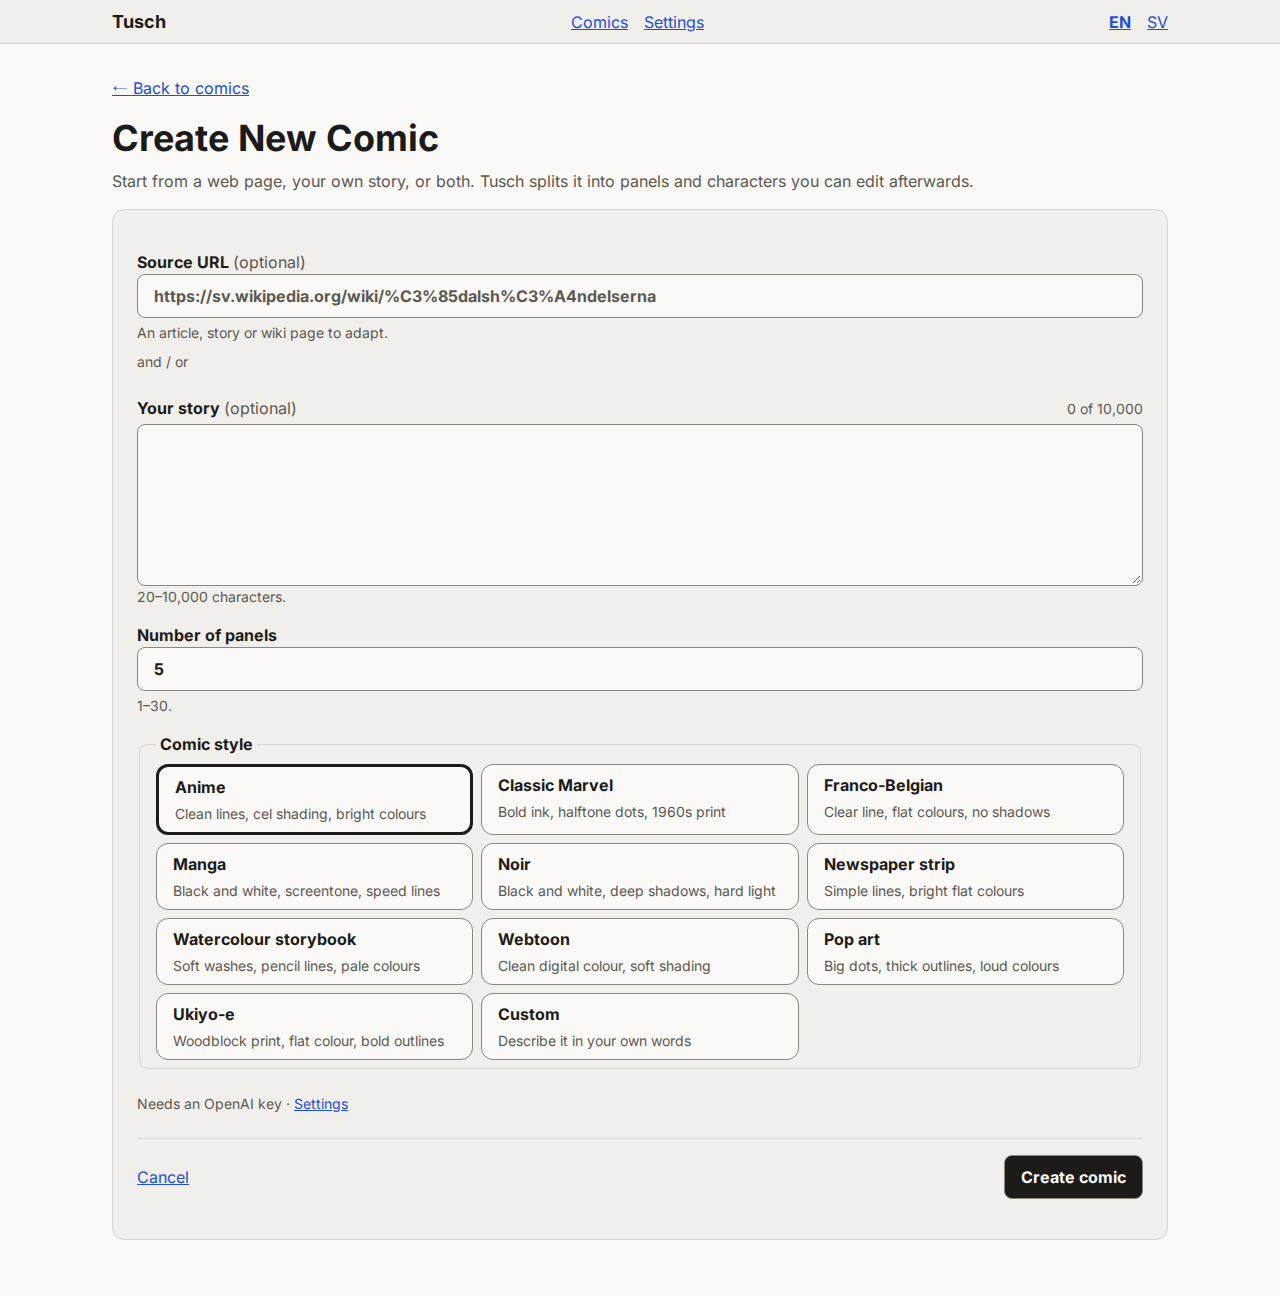 Tusch
Comics Settings
EN SV
← Back to comics
Create New Comic
Start from a web page, your own story, or both. Tusch splits it into panels and characters you can edit afterwards.
Source URL (optional)
https://sv.wikipedia.org/wiki/%C3%85dalsh%C3%A4ndelserna
An article, story or wiki page to adapt.
and / or
Your story (optional)
0 of 10,000
20–10,000 characters.
Number of panels
5
1–30.
Comic style
Anime
Clean lines, cel shading, bright colours
Classic Marvel
Bold ink, halftone dots, 1960s print
Franco-Belgian
Clear line, flat colours, no shadows
Manga
Black and white, screentone, speed lines
Noir
Black and white, deep shadows, hard light
Newspaper strip
Simple lines, bright flat colours
Watercolour storybook
Soft washes, pencil lines, pale colours
Webtoon
Clean digital colour, soft shading
Pop art
Big dots, thick outlines, loud colours
Ukiyo-e
Woodblock print, flat colour, bold outlines
Custom
Describe it in your own words
Needs an OpenAI key · Settings
Cancel
Create comic